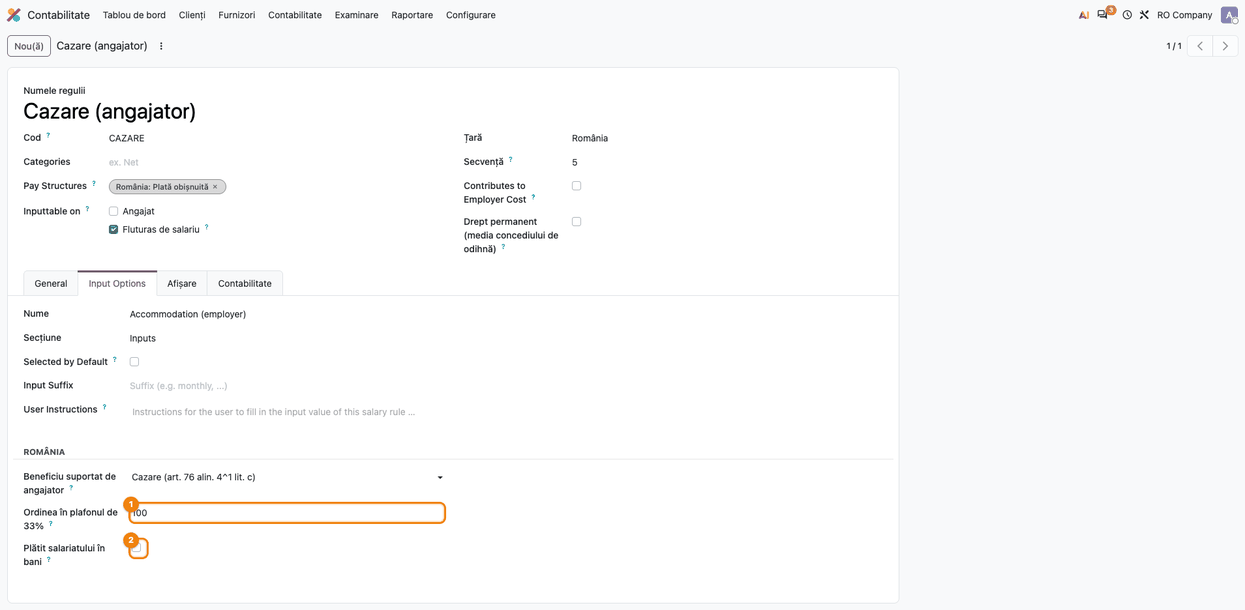 Contabilitate Tablou de bord Clienți Furnizori Contabilitate Examinare Raportare Configurare AI 3 RO Company A
Nou(ă) Cazare (angajator) 1 / 1
Numele regulii
Cazare (angajator)
Cod ? CAZARE
Țară România
Categories ex. Net
Secvență ? 5
Pay Structures ? România: Plată obișnuită ×
Contributes to
Employer Cost ?
Inputtable on ? Angajat
Fluturas de salariu ?
Drept permanent
(media concediului de
odihnă) ?
General Input Options Afișare Contabilitate
Nume Accommodation (employer)
Secțiune Inputs
Selected by Default ?
Input Suffix Suffix (e.g. monthly, ...)
User Instructions ? Instructions for the user to fill in the input value of this salary rule ...
ROMÂNIA
Beneficiu suportat de
angajator ? Cazare (art. 76 alin. 4^1 lit. c)
1
Ordinea în plafonul de
33% ? 100
2
Plătit salariatului în
bani ?